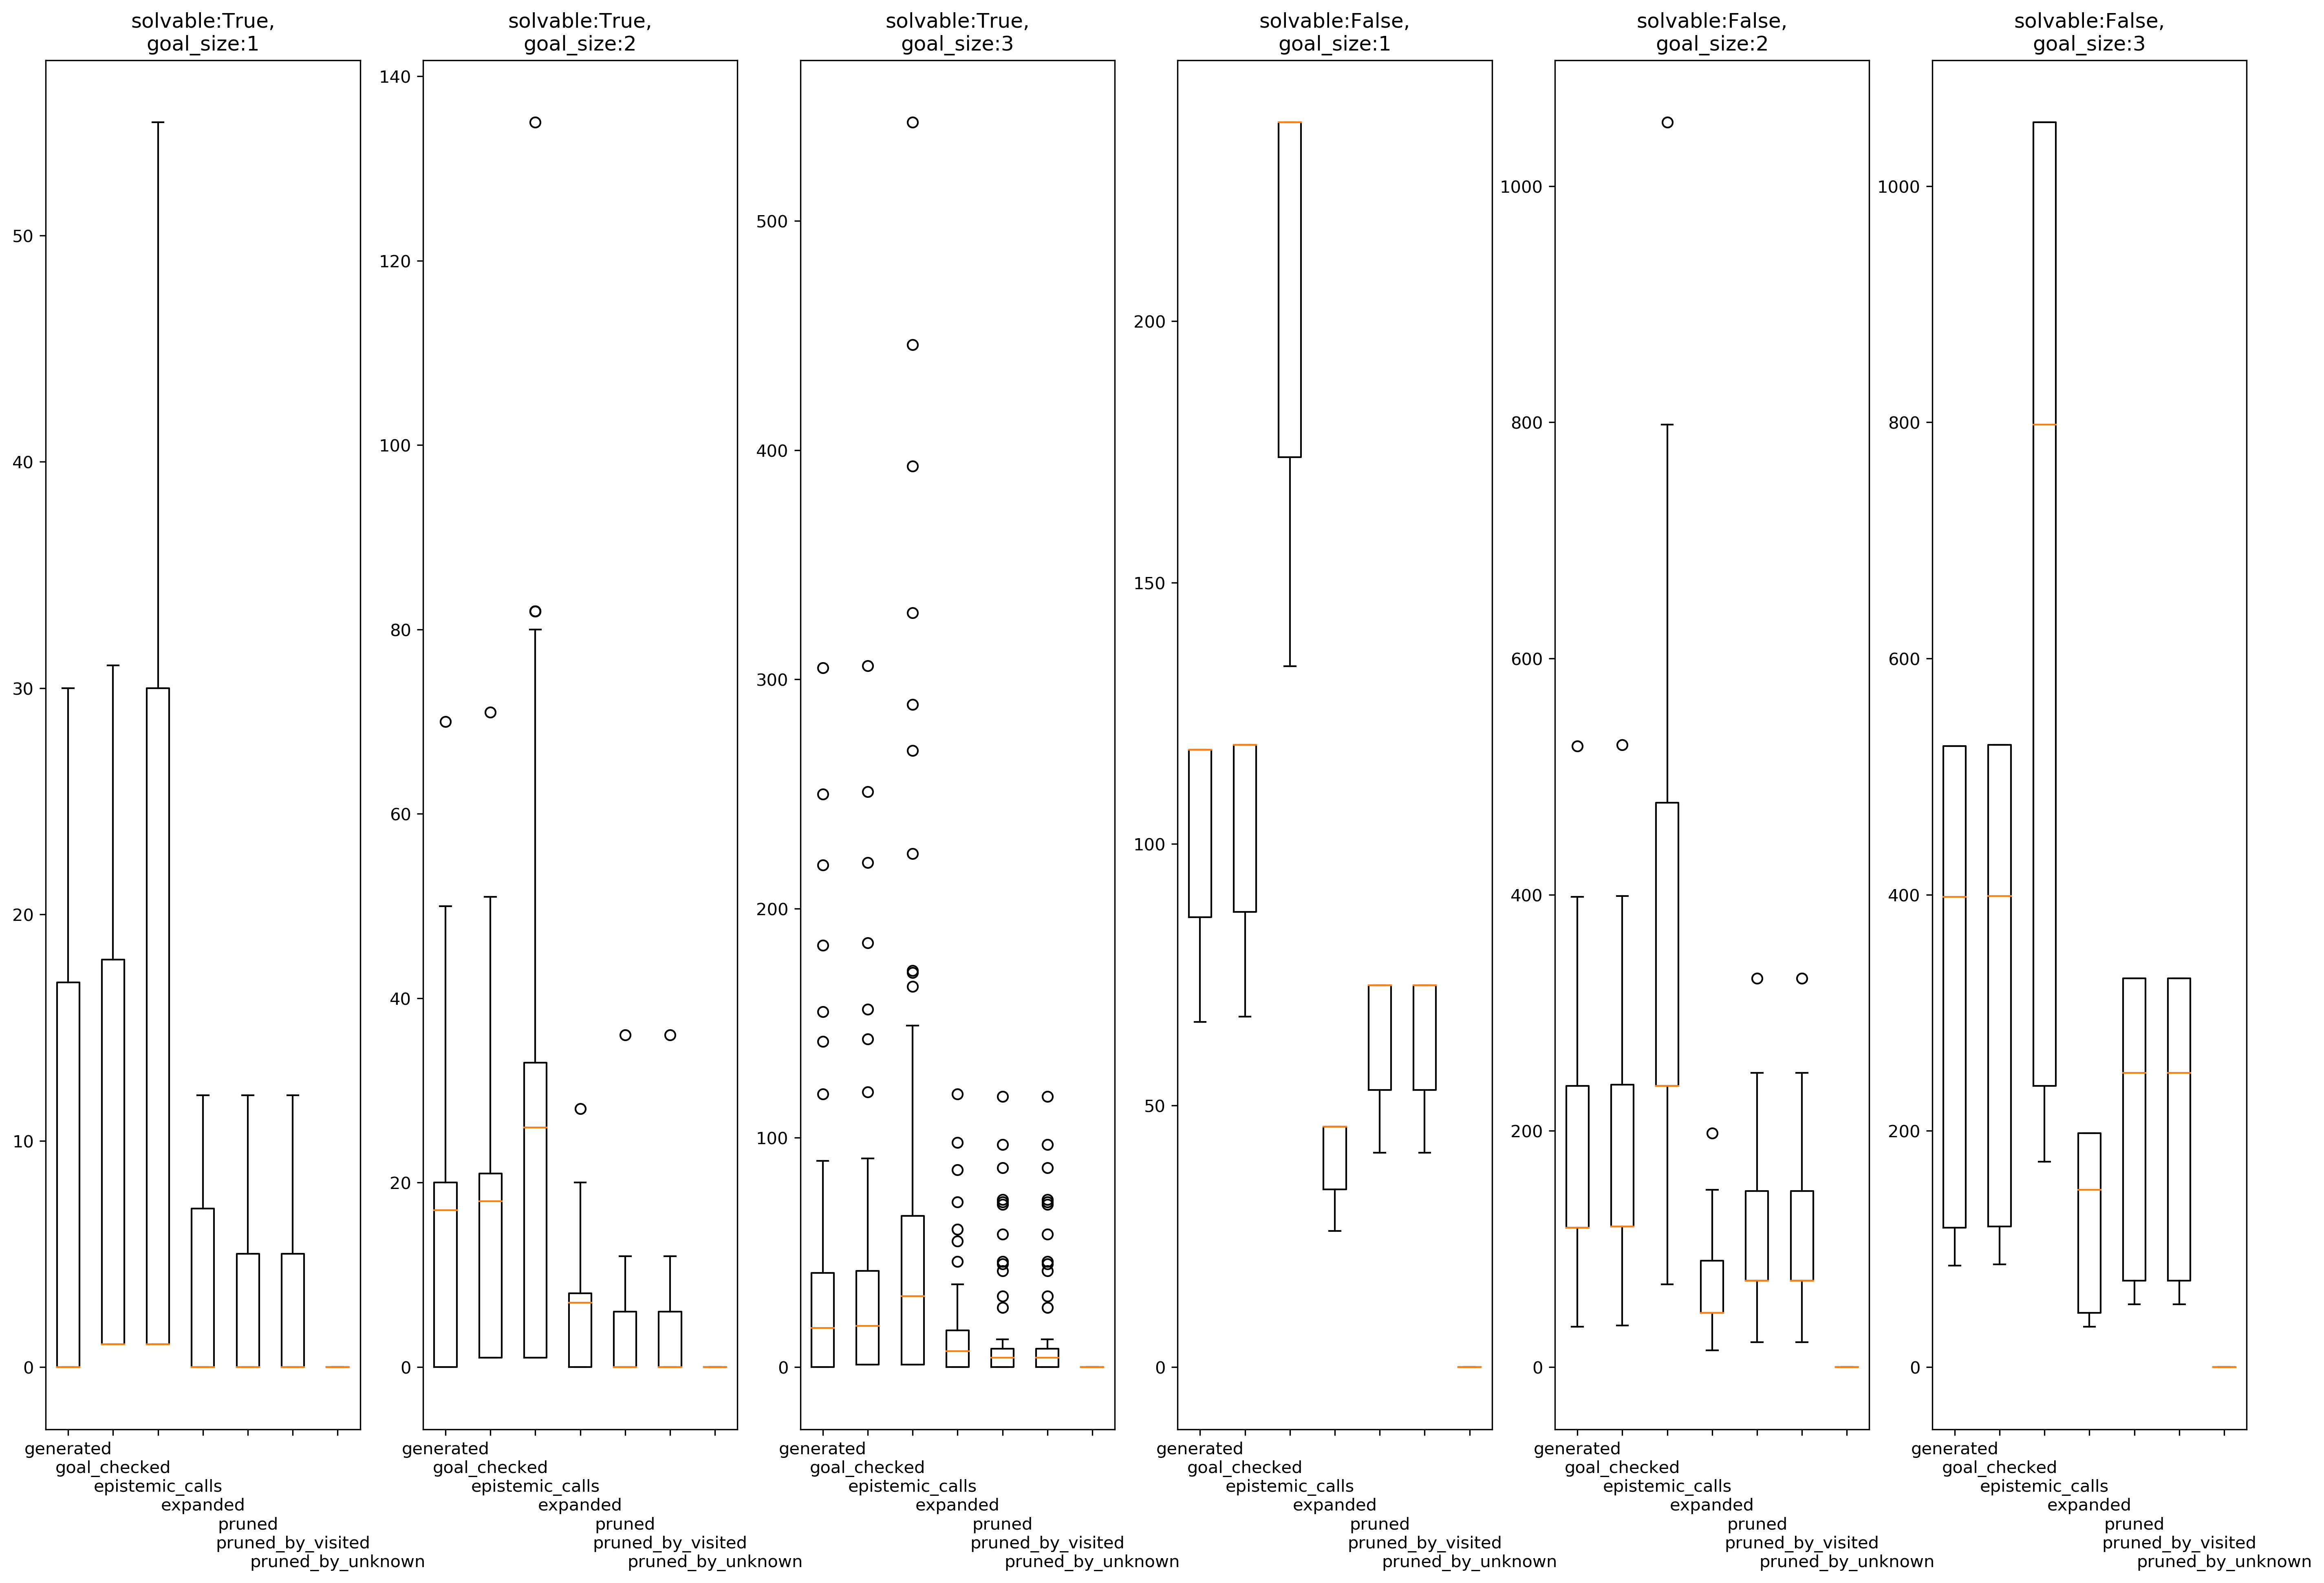 solvable:True,
goal_size:1
50
40
30
20
10
0
generated
goal_checked
epistemic_calls
expanded
pruned
pruned_by_visited
pruned_by_unknown
solvable:True,
goal_size:2
140
120
100
80
60
40
20
0
generated
goal_checked
epistemic_calls
expanded
pruned
pruned_by_visited
pruned_by_unknown
solvable:True,
goal_size:3
500
400
300
200
100
0
generated
goal_checked
epistemic_calls
expanded
pruned
pruned_by_visited
pruned_by_unknown
solvable:False,
goal_size:1
200
150
100
50
0
generated
goal_checked
epistemic_calls
expanded
pruned
pruned_by_visited
pruned_by_unknown
solvable:False,
goal_size:2
1000
800
600
400
200
0
generated
goal_checked
epistemic_calls
expanded
pruned
pruned_by_visited
pruned_by_unknown
solvable:False,
goal_size:3
1000
800
600
400
200
0
generated
goal_checked
epistemic_calls
expanded
pruned
pruned_by_visited
pruned_by_unknown